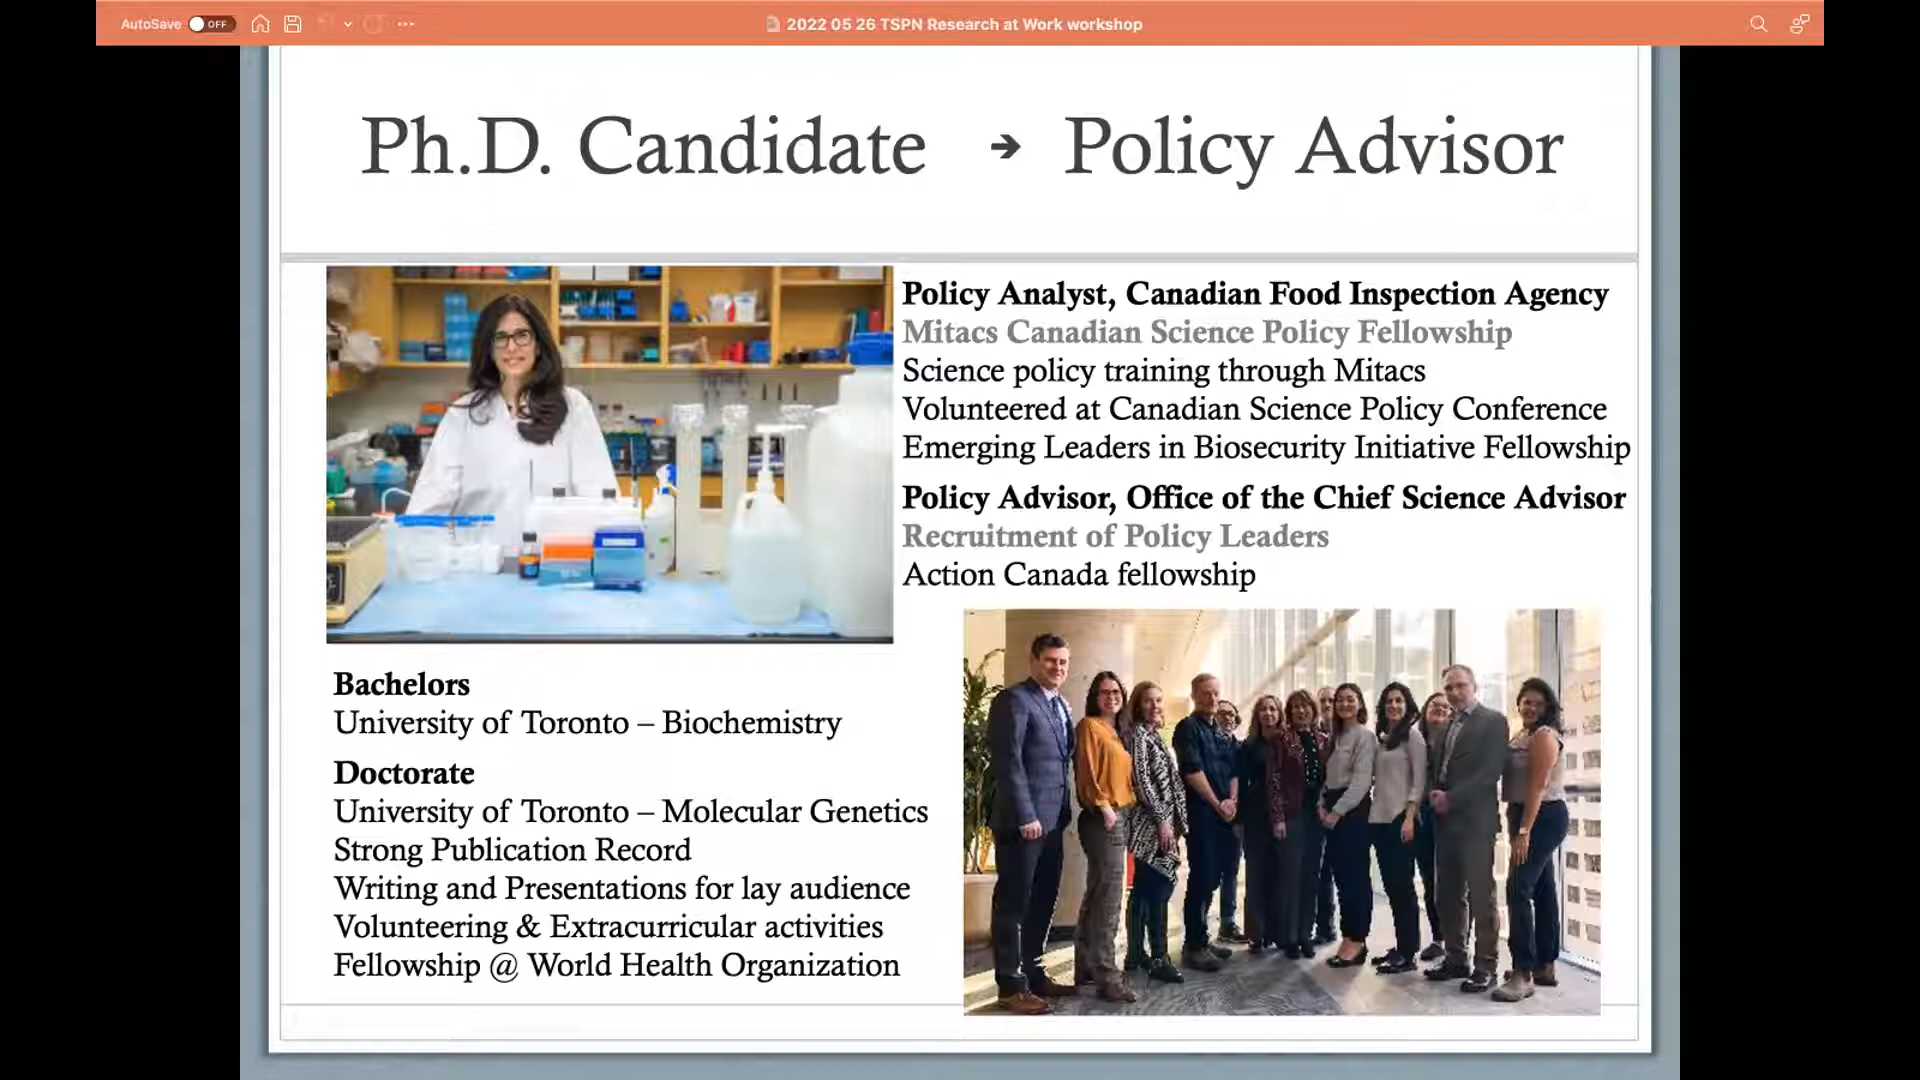 AutoSave OFF
2022 05 26 TSPN Research at Work workshop
Ph.D. Candidate → Policy Advisor
Policy Analyst, Canadian Food Inspection Agency
Mitacs Canadian Science Policy Fellowship
Science policy training through Mitacs
Volunteered at Canadian Science Policy Conference
Emerging Leaders in Biosecurity Initiative Fellowship
Policy Advisor, Office of the Chief Science Advisor
Recruitment of Policy Leaders
Action Canada fellowship
Bachelors
University of Toronto – Biochemistry
Doctorate
University of Toronto – Molecular Genetics
Strong Publication Record
Writing and Presentations for lay audience
Volunteering & Extracurricular activities
Fellowship @ World Health Organization